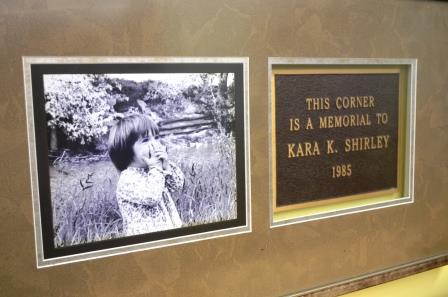 THIS CORNER
IS A MEMORIAL TO
KARA K. SHIRLEY
1985